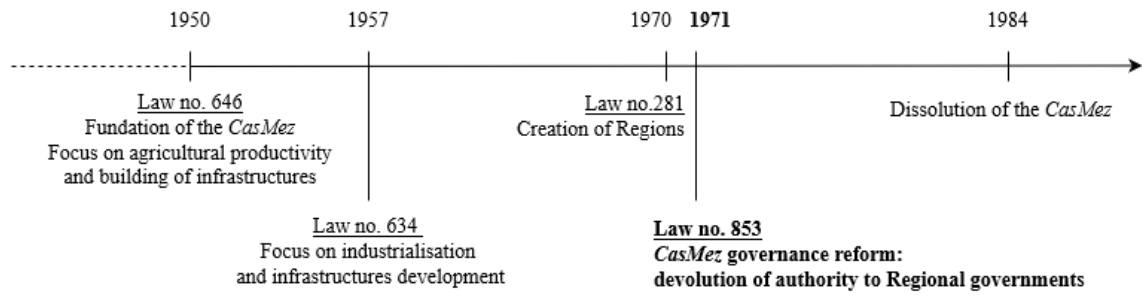 1950 1957 1970 1971 1984
Law no. 646
Fundation of the CasMez
Focus on agricultural productivity
and building of infrastructures
Law no. 634
Focus on industrialisation
and infrastructures development
Law no.281
Creation of Regions
Law no. 853
CasMez governance reform:
devolution of authority to Regional governments
Dissolution of the CasMez